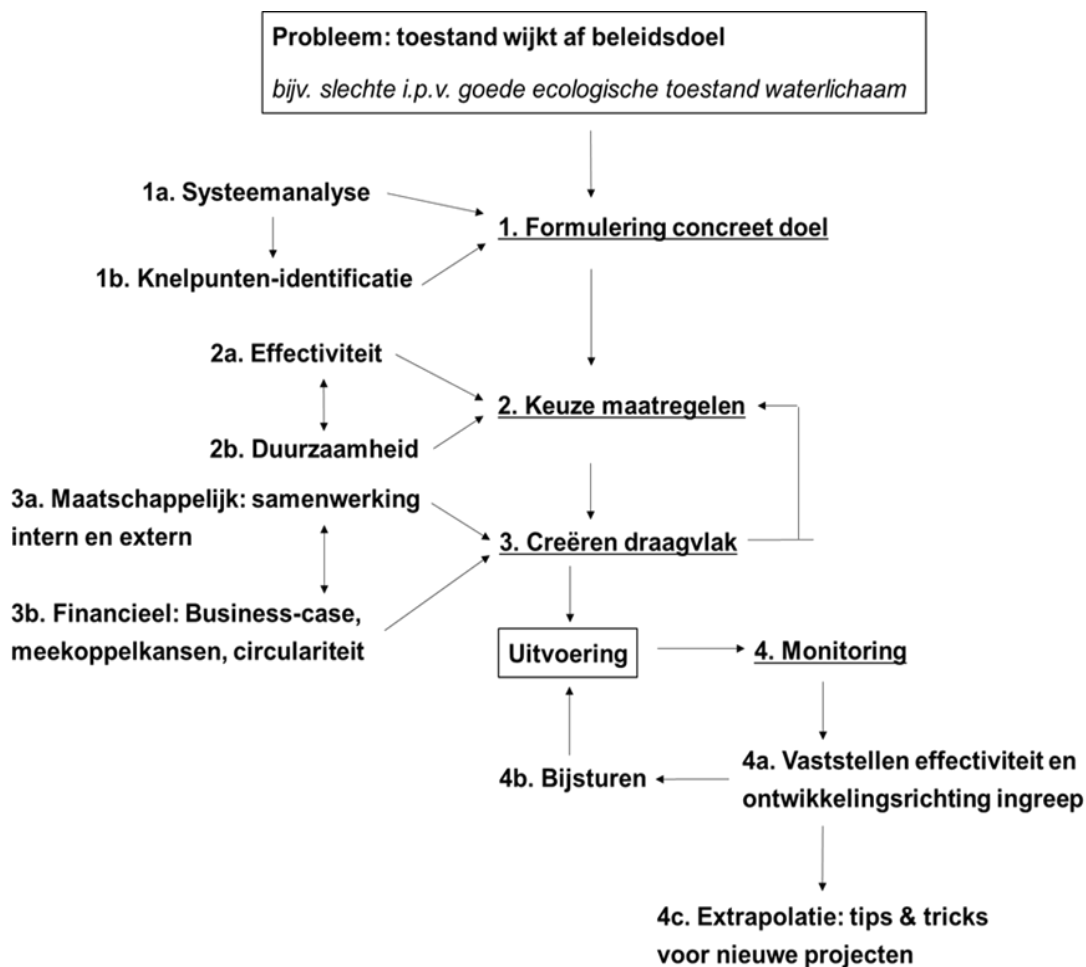 Probleem: toestand wijkt af beleidsdoel
bijv. slechte i.p.v. goede ecologische toestand waterlichaam
1a. Systeemanalyse
1. Formulering concreet doel
1b. Knelpunten-identificatie
2a. Effectiviteit
2. Keuze maatregelen
2b. Duurzaamheid
3a. Maatschappelijk: samenwerking
intern en extern
3. Creëren draagvlak
3b. Financieel: Business-case,
meekoppelkansen, circulariteit
Uitvoering
4. Monitoring
4a. Vaststellen effectiviteit en
ontwikkelingsrichting ingreep
4b. Bijsturen
4c. Extrapolatie: tips & tricks
voor nieuwe projecten